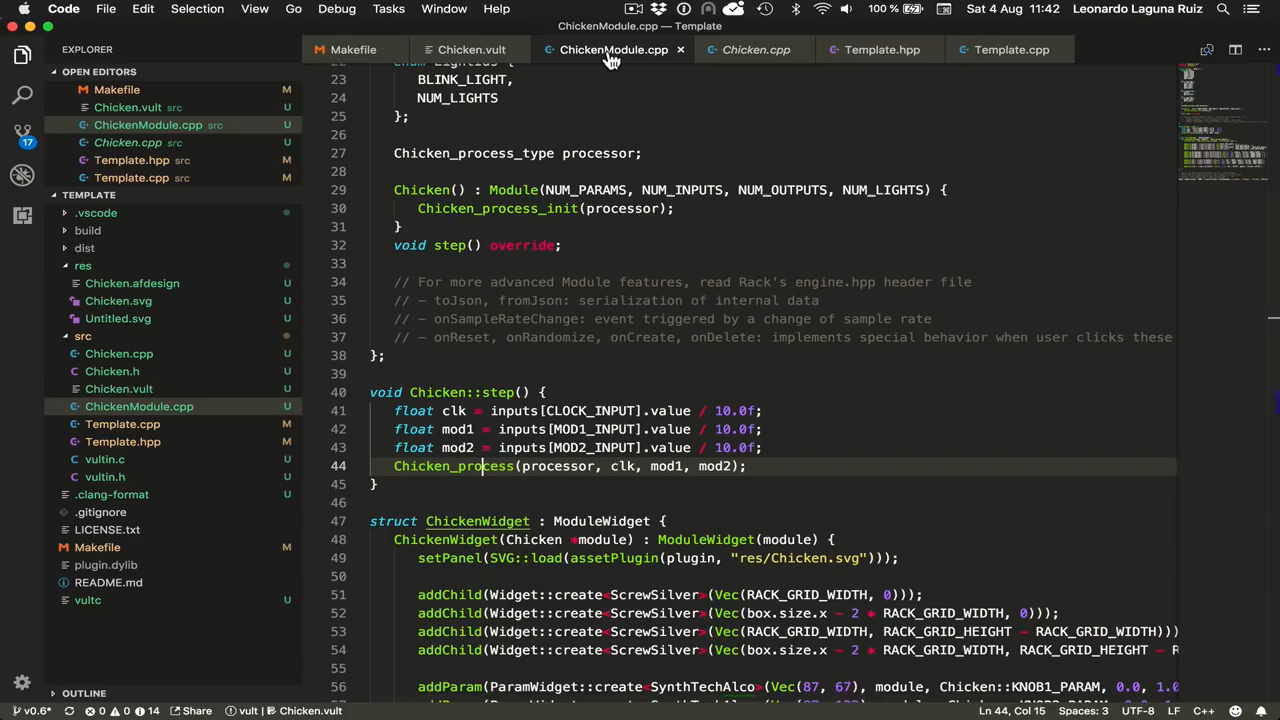 Code File Edit Selection View Go Debug Tasks Window Help 100 % Sat 4 Aug 11:42 Leonardo Laguna Ruiz
ChickenModule.cpp — Template
EXPLORER
Makefile
Chicken.vult
ChickenModule.cpp ×
Chicken.cpp
Template.hpp
Template.cpp
OPEN EDITORS
Makefile M
Chicken.vult src U
ChickenModule.cpp src U
Chicken.cpp src U
Template.hpp src M
Template.cpp src M
17
TEMPLATE
.vscode
build
dist
res
Chicken.afdesign U
Chicken.svg U
Untitled.svg U
src
Chicken.cpp U
Chicken.h U
Chicken.vult U
ChickenModule.cpp U
Template.cpp M
Template.hpp M
vultin.c U
vultin.h U
.clang-format U
.gitignore
LICENSE.txt
Makefile M
plugin.dylib
README.md
vultc U
OUTLINE
22 enum LightIds {
23 BLINK_LIGHT,
24 NUM_LIGHTS
25 };
26
27 Chicken_process_type processor;
28
29 Chicken() : Module(NUM_PARAMS, NUM_INPUTS, NUM_OUTPUTS, NUM_LIGHTS) {
30 Chicken_process_init(processor);
31 }
32 void step() override;
33
34 // For more advanced Module features, read Rack's engine.hpp header file
35 // - toJson, fromJson: serialization of internal data
36 // - onSampleRateChange: event triggered by a change of sample rate
37 // - onReset, onRandomize, onCreate, onDelete: implements special behavior when user clicks these
38 };
39
40 void Chicken::step() {
41 float clk = inputs[CLOCK_INPUT].value / 10.0f;
42 float mod1 = inputs[MOD1_INPUT].value / 10.0f;
43 float mod2 = inputs[MOD2_INPUT].value / 10.0f;
44 Chicken_process(processor, clk, mod1, mod2);
45 }
46
47 struct ChickenWidget : ModuleWidget {
48 ChickenWidget(Chicken *module) : ModuleWidget(module) {
49 setPanel(SVG::load(assetPlugin(plugin, "res/Chicken.svg")));
50
51 addChild(Widget::create<ScrewSilver>(Vec(RACK_GRID_WIDTH, 0)));
52 addChild(Widget::create<ScrewSilver>(Vec(box.size.x - 2 * RACK_GRID_WIDTH, 0)));
53 addChild(Widget::create<ScrewSilver>(Vec(RACK_GRID_WIDTH, RACK_GRID_HEIGHT - RACK_GRID_WIDTH)))
54 addChild(Widget::create<ScrewSilver>(Vec(box.size.x - 2 * RACK_GRID_WIDTH, RACK_GRID_HEIGHT - R
55
56 addParam(ParamWidget::create<SynthTechAlco>(Vec(87, 67), module, Chicken::KNOB1_PARAM, 0.0, 1.0
v0.6* 0 0 14 Share vult | Chicken.vult Ln 44, Col 15 Spaces: 3 UTF-8 LF C++